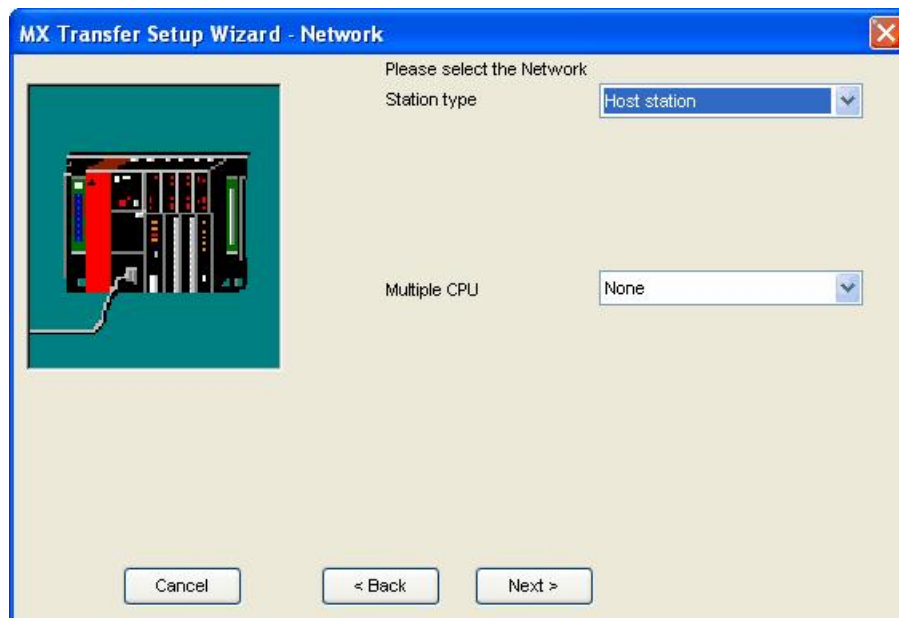 MX Transfer Setup Wizard - Network
Please select the Network
Station type Host station
Multiple CPU None
Cancel < Back Next >